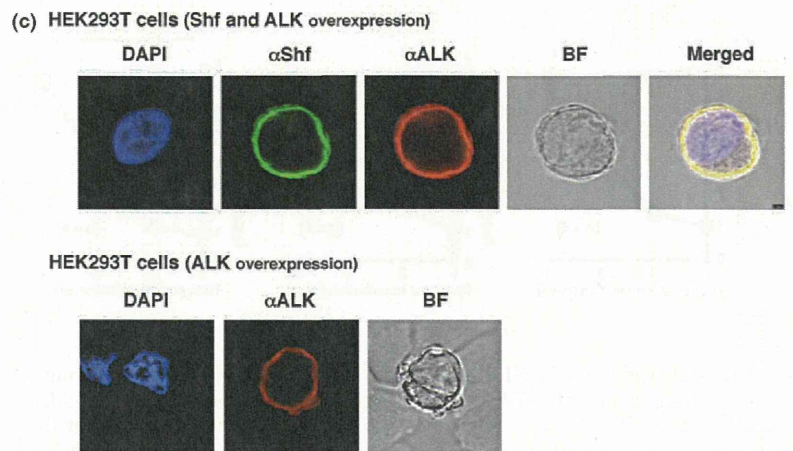 (c) HEK293T cells (Shf and ALK overexpression)
DAPI αShf αALK BF Merged
HEK293T cells (ALK overexpression)
DAPI αALK BF